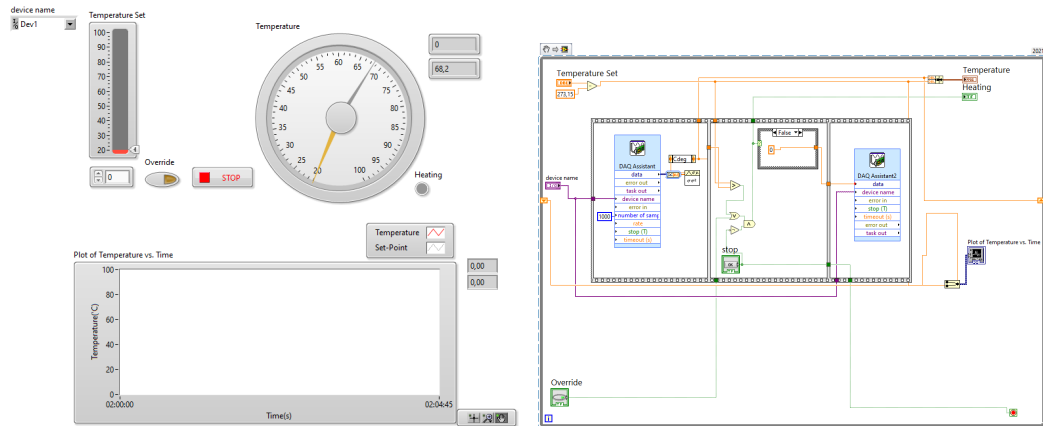 device name
Dev1
Temperature Set
100
90
80
70
60
50
40
30
20
0
Override
STOP
Temperature
20
25
30
35
40
45
50
55
60
65
70
75
80
85
90
95
100
0
68,2
Heating
Temperature
Set-Point
Plot of Temperature vs. Time
0,00
0,00
100
80
60
40
20
0
Temperature(°C)
02:00:00
02:04:45
Time(s)
2021
Temperature Set
273,15
Temperature
Heating
False
0
Cdeg
DAQ Assistant
data
error out
task out
device name
error in
number of samp
rate
stop (T)
timeout (s)
device name
1000
stop
OK
DAQ Assistant2
data
device name
error in
stop (T)
timeout (s)
error out
task out
Plot of Temperature vs. Time
Override
i